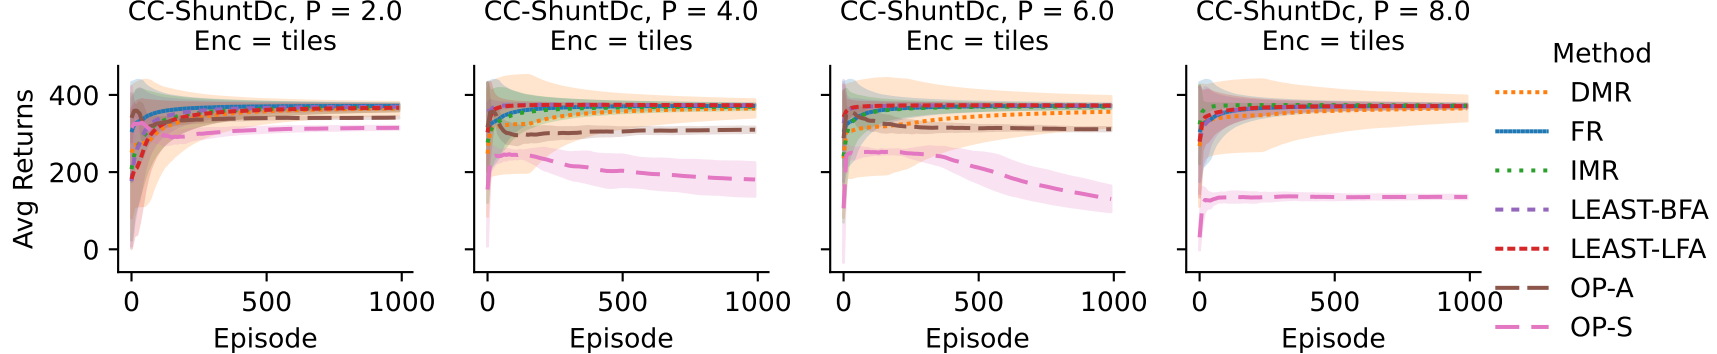 CC-ShuntDc, P = 2.0
Enc = tiles
CC-ShuntDc, P = 4.0
Enc = tiles
CC-ShuntDc, P = 6.0
Enc = tiles
CC-ShuntDc, P = 8.0
Enc = tiles
Avg Returns
400
200
0
0 500 1000
Episode
0 500 1000
Episode
0 500 1000
Episode
0 500 1000
Episode
Method
DMR
FR
IMR
LEAST-BFA
LEAST-LFA
OP-A
OP-S